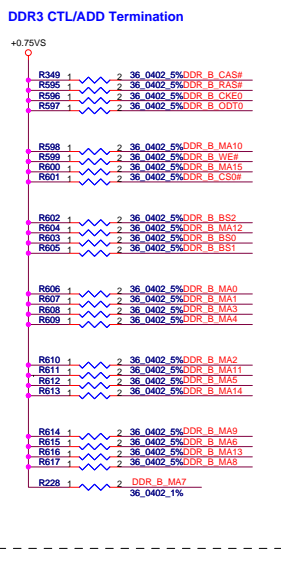 DDR3 CTL/ADD Termination
+0.75VS
R349 1 2 36_0402_5% DDR_B_CAS#
R595 1 2 36_0402_5% DDR_B_RAS#
R596 1 2 36_0402_5% DDR_B_CKE0
R597 1 2 36_0402_5% DDR_B_ODT0
R598 1 2 36_0402_5% DDR_B_MA10
R599 1 2 36_0402_5% DDR_B_WE#
R600 1 2 36_0402_5% DDR_B_MA15
R601 1 2 36_0402_5% DDR_B_CS0#
R602 1 2 36_0402_5% DDR_B_BS2
R604 1 2 36_0402_5% DDR_B_MA12
R603 1 2 36_0402_5% DDR_B_BS0
R605 1 2 36_0402_5% DDR_B_BS1
R606 1 2 36_0402_5% DDR_B_MA0
R607 1 2 36_0402_5% DDR_B_MA1
R608 1 2 36_0402_5% DDR_B_MA3
R609 1 2 36_0402_5% DDR_B_MA4
R610 1 2 36_0402_5% DDR_B_MA2
R611 1 2 36_0402_5% DDR_B_MA11
R612 1 2 36_0402_5% DDR_B_MA5
R613 1 2 36_0402_5% DDR_B_MA14
R614 1 2 36_0402_5% DDR_B_MA9
R615 1 2 36_0402_5% DDR_B_MA6
R616 1 2 36_0402_5% DDR_B_MA13
R617 1 2 36_0402_5% DDR_B_MA8
R228 1 2 DDR_B_MA7
36_0402_1%